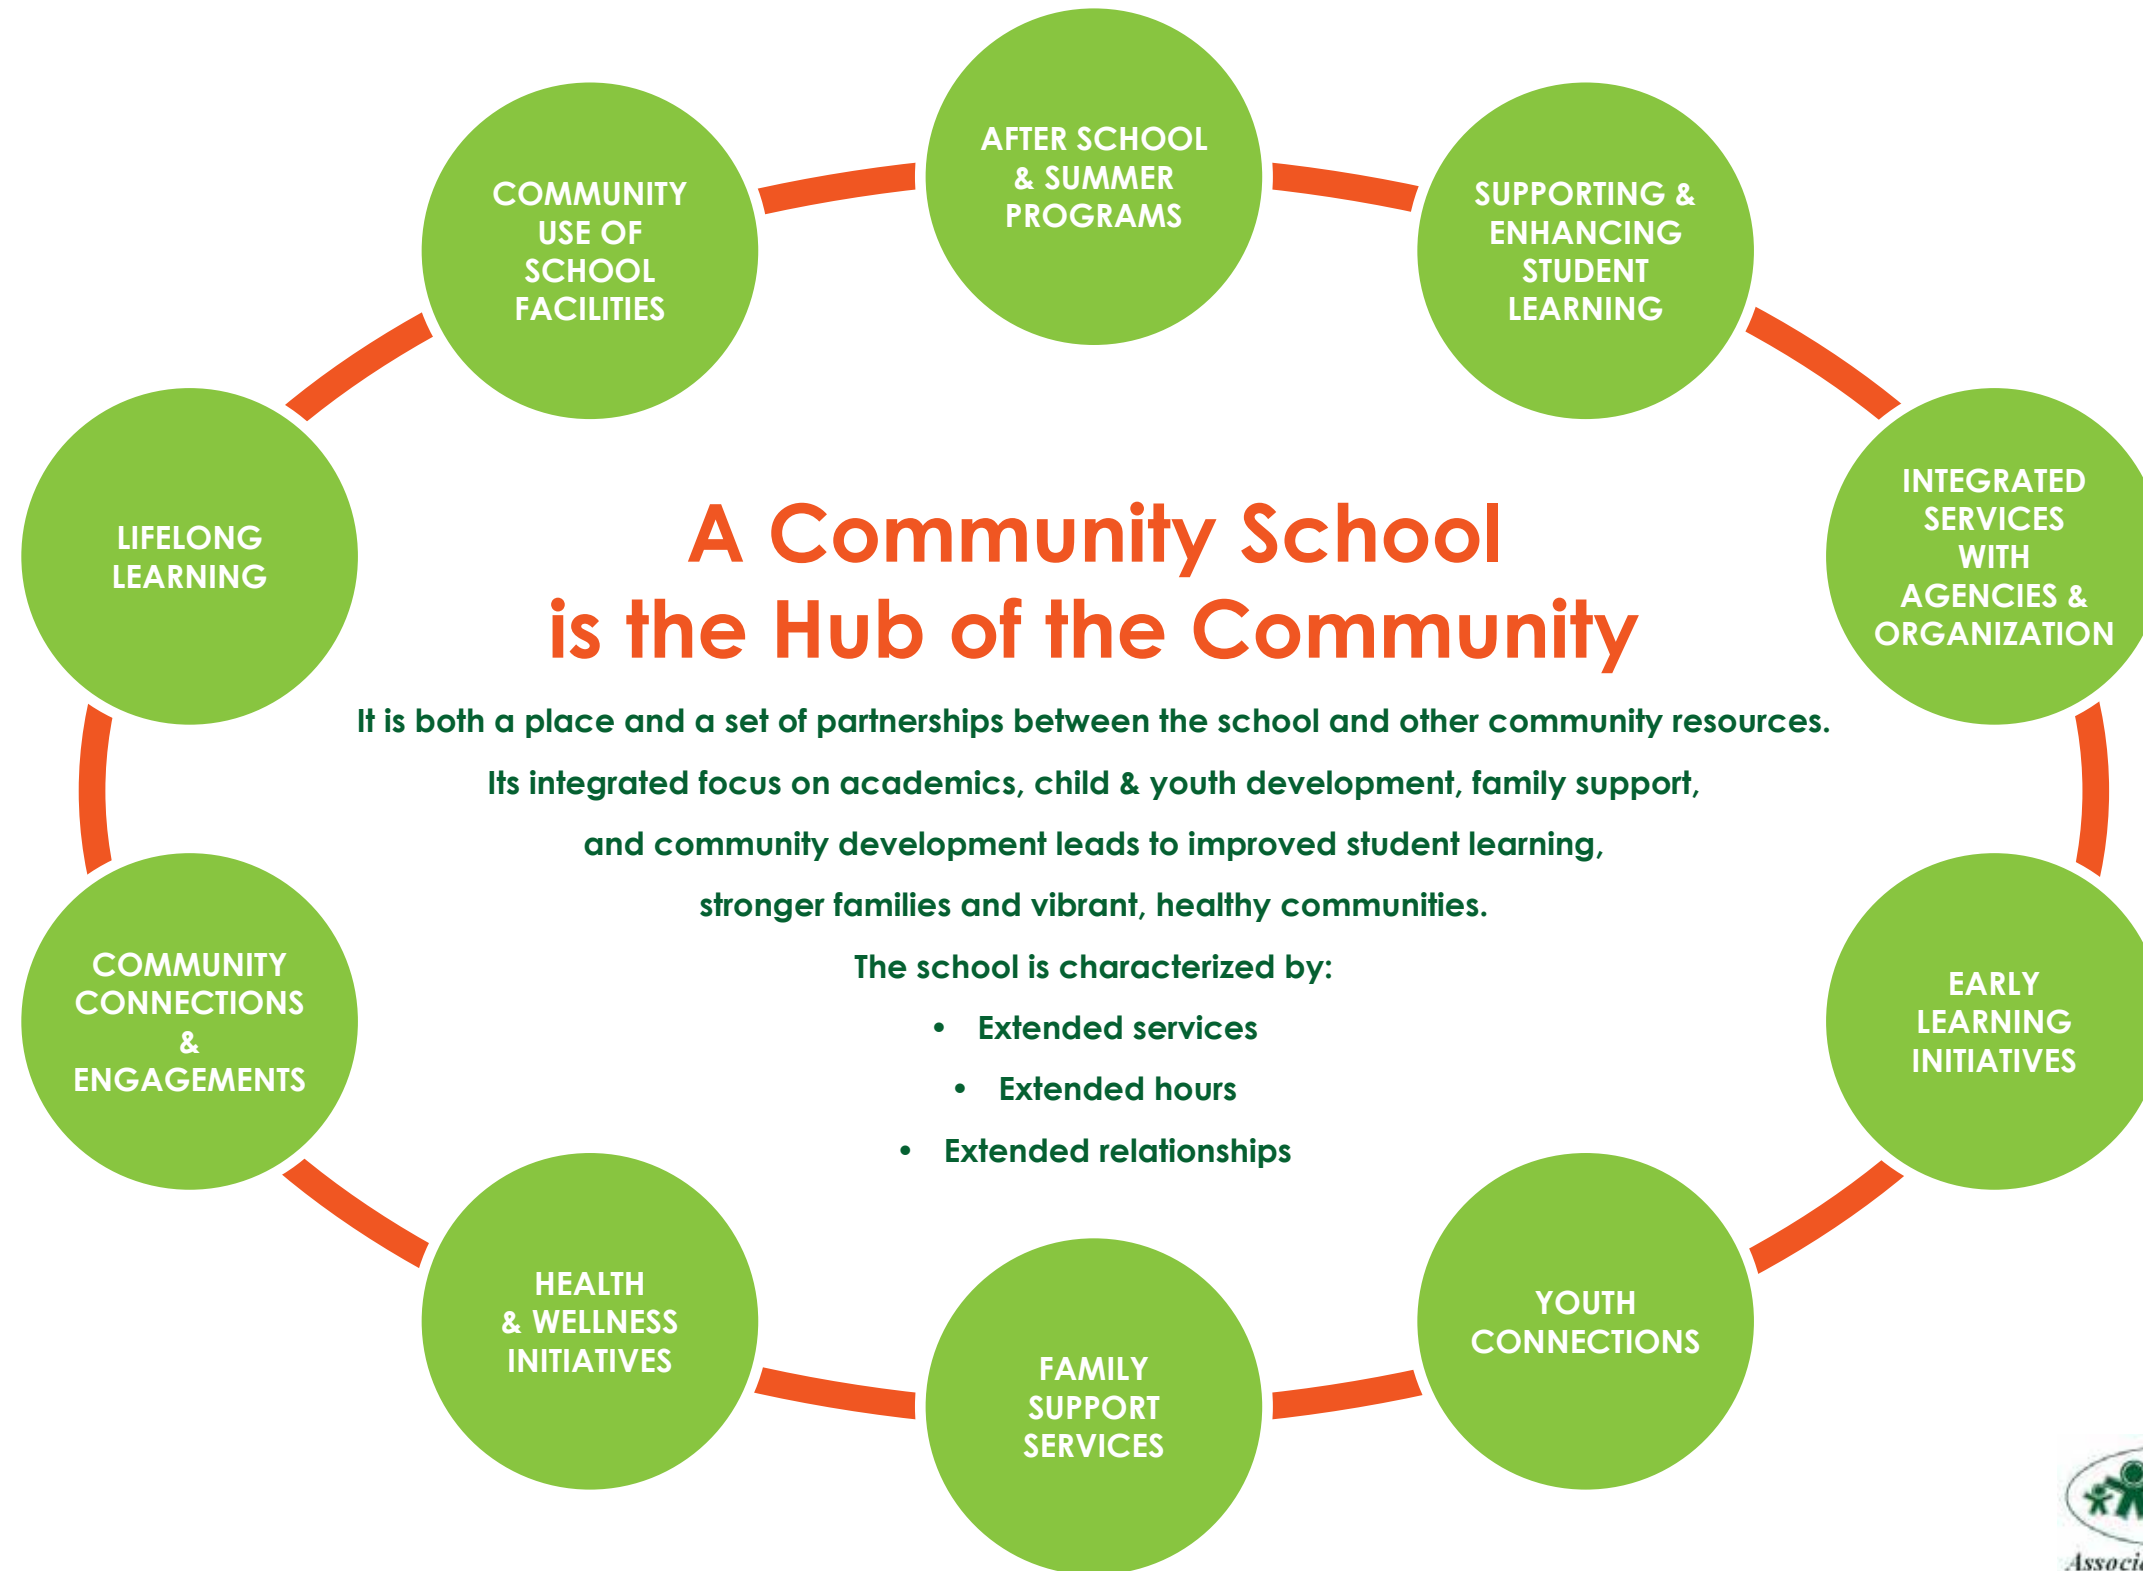 AFTER SCHOOL
& SUMMER
PROGRAMS
SUPPORTING &
ENHANCING
STUDENT
LEARNING
INTEGRATED
SERVICES
WITH
AGENCIES &
ORGANIZATION
EARLY
LEARNING
INITIATIVES
YOUTH
CONNECTIONS
FAMILY
SUPPORT
SERVICES
HEALTH
& WELLNESS
INITIATIVES
COMMUNITY
CONNECTIONS
&
ENGAGEMENTS
LIFELONG
LEARNING
COMMUNITY
USE OF
SCHOOL
FACILITIES
A Community School
is the Hub of the Community
It is both a place and a set of partnerships between the school and other community resources.
Its integrated focus on academics, child & youth development, family support,
and community development leads to improved student learning,
stronger families and vibrant, healthy communities.
The school is characterized by:
• Extended services
• Extended hours
• Extended relationships